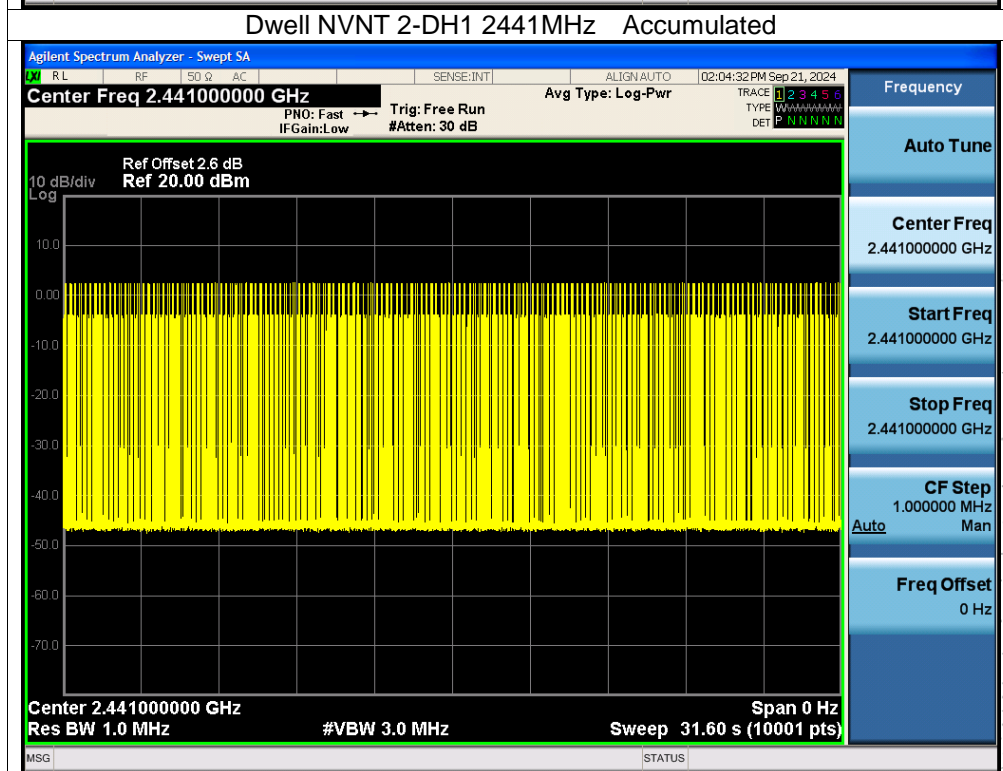 Dwell NVNT 2-DH1 2441MHz Accumulated
Agilent Spectrum Analyzer - Swept SA
LXI RL RF 50 Ω AC SENSE:INT ALIGN AUTO 02:04:32 PM Sep 21, 2024
Center Freq 2.441000000 GHz
PNO: Fast
IFGain:Low
Trig: Free Run
#Atten: 30 dB
Avg Type: Log-Pwr
TRACE 1 2 3 4 5 6
TYPE WWWWWW
DET P N N N N N
Ref Offset 2.6 dB
10 dB/div Ref 20.00 dBm
Log
10.0
0.00
-10.0
-20.0
-30.0
-40.0
-50.0
-60.0
-70.0
Center 2.441000000 GHz Span 0 Hz
Res BW 1.0 MHz #VBW 3.0 MHz Sweep 31.60 s (10001 pts)
MSG STATUS
Frequency
Auto Tune
Center Freq
2.441000000 GHz
Start Freq
2.441000000 GHz
Stop Freq
2.441000000 GHz
CF Step
1.000000 MHz
Auto Man
Freq Offset
0 Hz